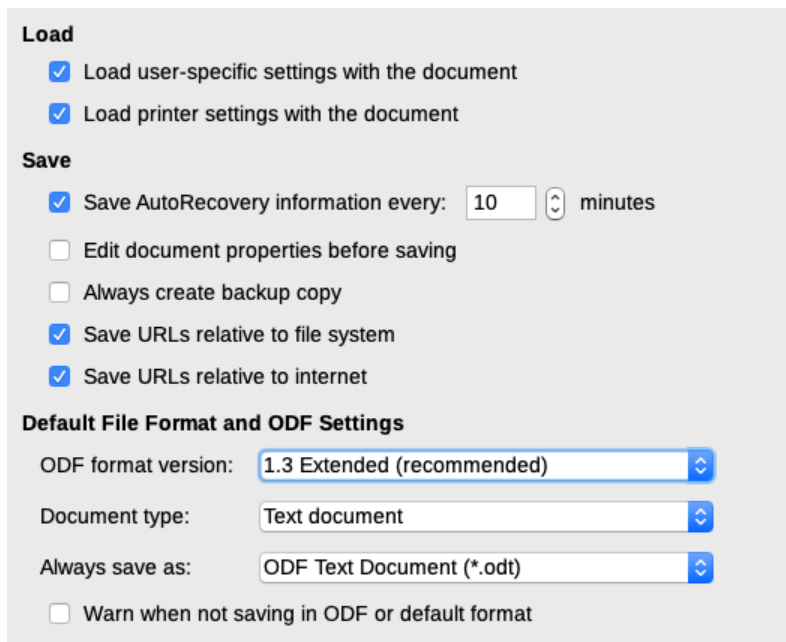 Load
Load user-specific settings with the document
Load printer settings with the document
Save
Save AutoRecovery information every: 10 minutes
Edit document properties before saving
Always create backup copy
Save URLs relative to file system
Save URLs relative to internet
Default File Format and ODF Settings
ODF format version: 1.3 Extended (recommended)
Document type: Text document
Always save as: ODF Text Document (*.odt)
Warn when not saving in ODF or default format